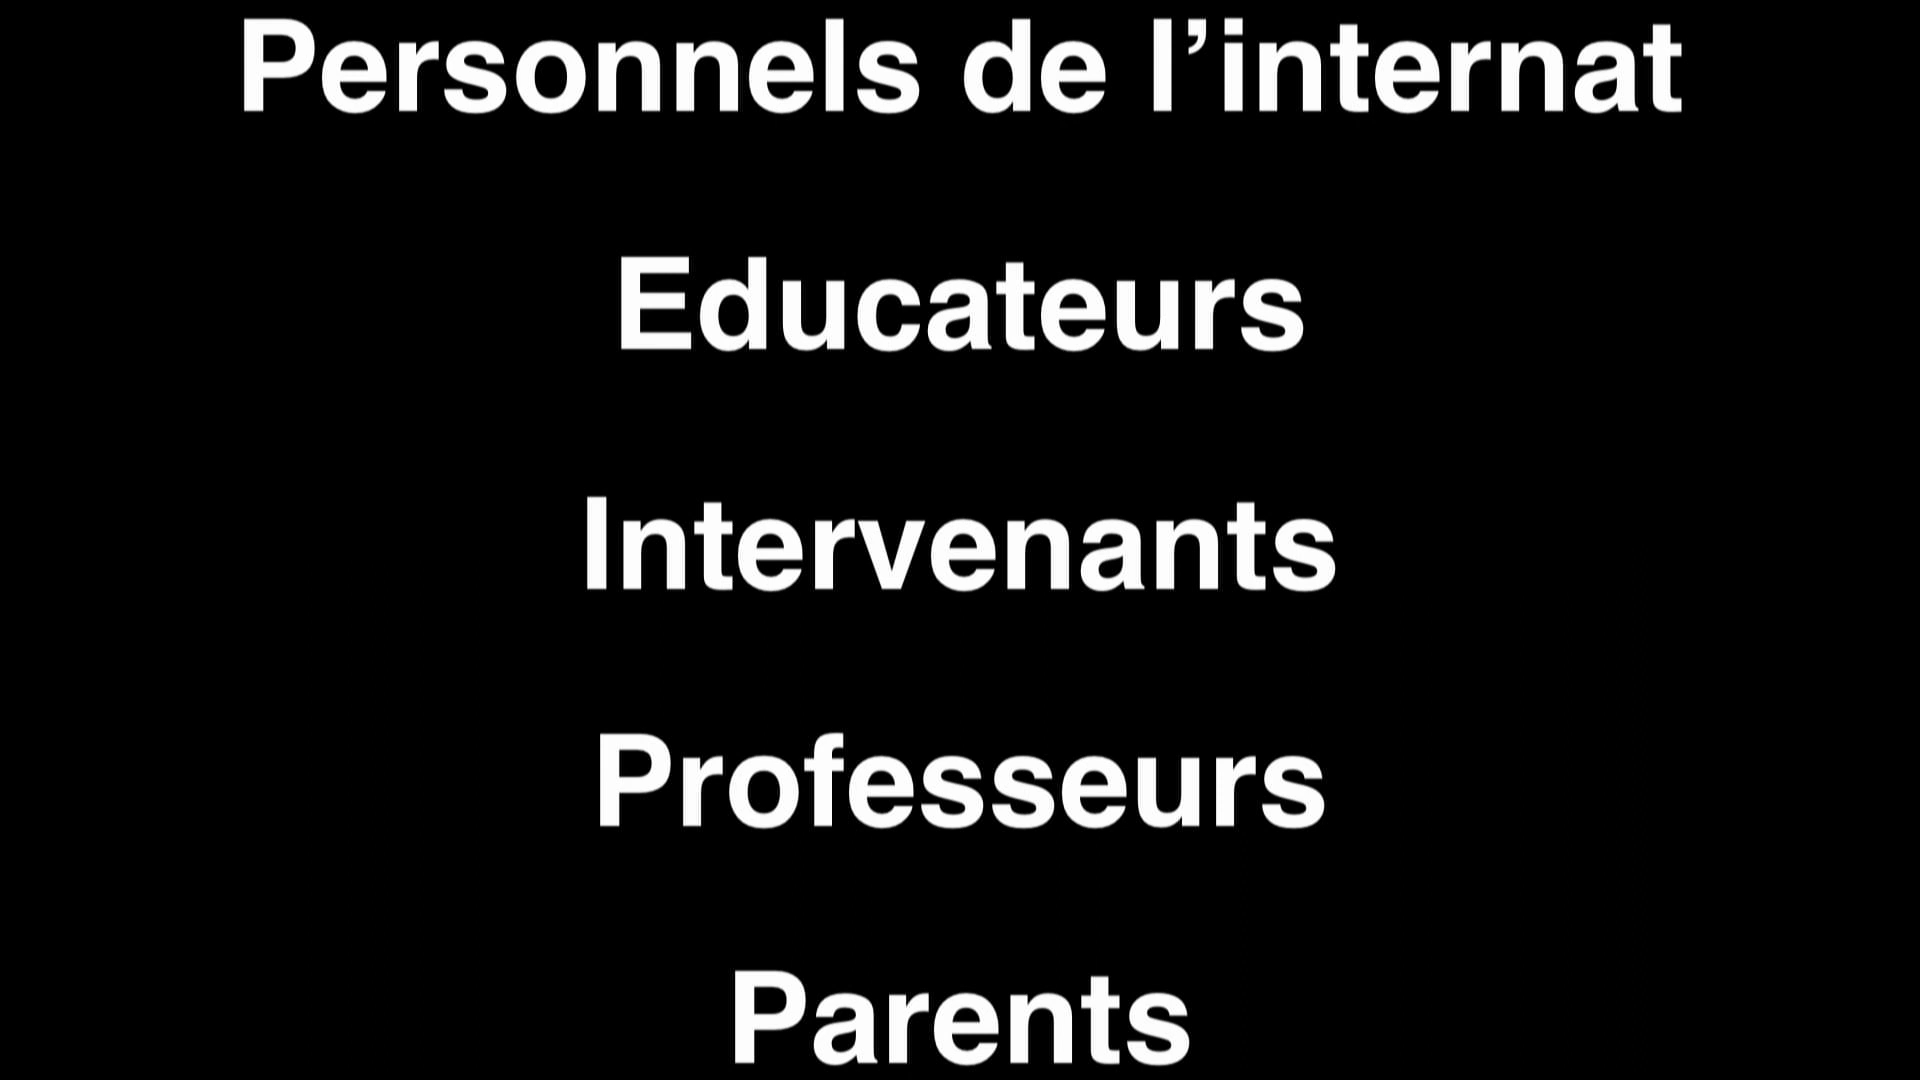 Personnels de l’internat
Educateurs
Intervenants
Professeurs
Parents